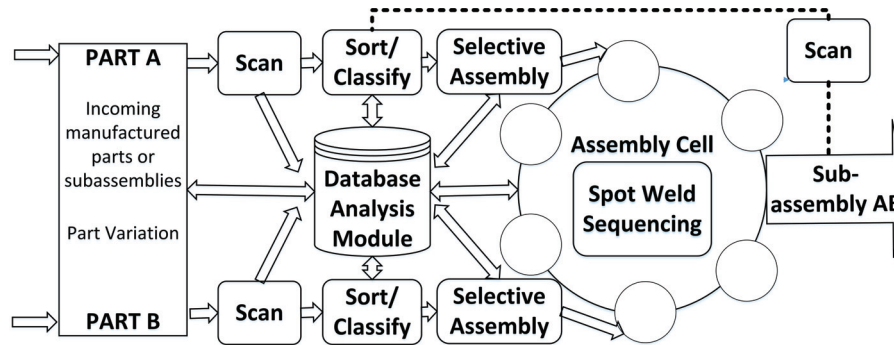 PART A
Incoming
manufactured
parts or
subassemblies
Part Variation
PART B
Scan
Sort/
Classify
Selective
Assembly
Database
Analysis
Module
Scan
Sort/
Classify
Selective
Assembly
Assembly Cell
Spot Weld
Sequencing
Scan
Sub-
assembly AB